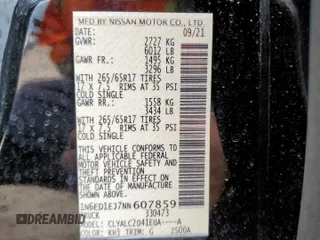 MFD BY NISSAN MOTOR CO., LTD.
DATE: 09/21
GVWR: 2727 KG
6012 LB
GAWR FR: 1495 KG
3296 LB
WITH 265/65R17 TIRES
17 X 7.5 RIMS AT 35 PSI
COLD SINGLE
GAWR RR: 1558 KG
3434 LB
WITH 265/65R17 TIRES
17 X 7.5 RIMS AT 35 PSI
COLD SINGLE
THIS VEHICLE CONFORMS TO ALL
APPLICABLE FEDERAL MOTOR
VEHICLE SAFETY AND THEFT
PREVENTION STANDARDS IN
EFFECT ON THE DATE OF
MANUFACTURE SHOWN ABOVE.
1N6ED1EJ7NN607859
TRUCK 330473
MODEL: CLYALC2D41EUA----A
COLOR: KH3 TRIM: G 2500A
© DREAMBID